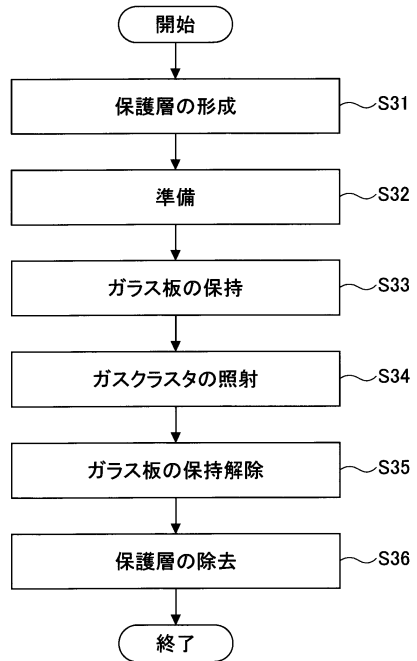 開始
保護層の形成
S31
準備
S32
ガラス板の保持
S33
ガスクラスタの照射
S34
ガラス板の保持解除
S35
保護層の除去
S36
終了